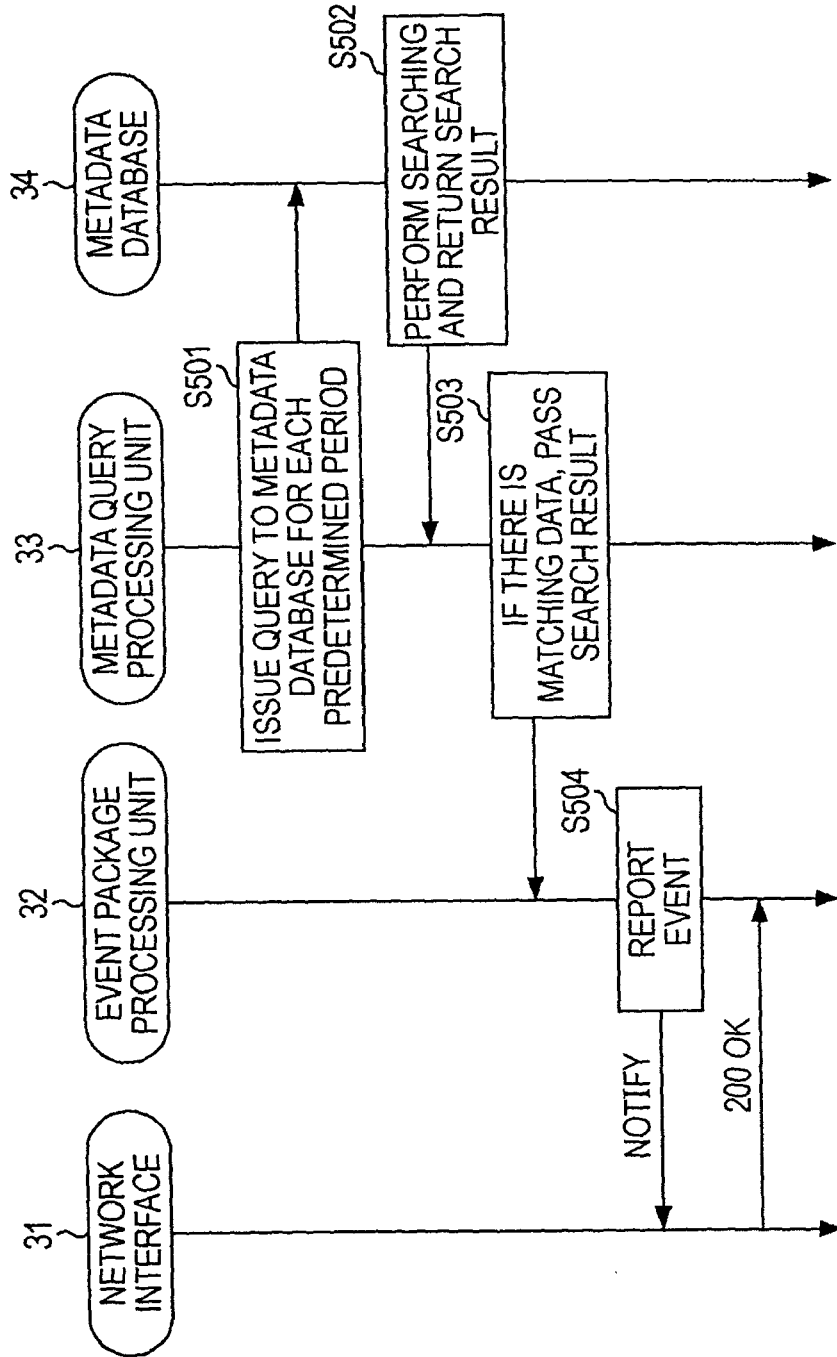 31
NETWORK
INTERFACE
32
EVENT PACKAGE
PROCESSING UNIT
33
METADATA QUERY
PROCESSING UNIT
34
METADATA
DATABASE
S501
ISSUE QUERY TO METADATA
DATABASE FOR EACH
PREDETERMINED PERIOD
S502
PERFORM SEARCHING
AND RETURN SEARCH
RESULT
S503
IF THERE IS
MATCHING DATA, PASS
SEARCH RESULT
S504
REPORT
EVENT
NOTIFY
200 OK